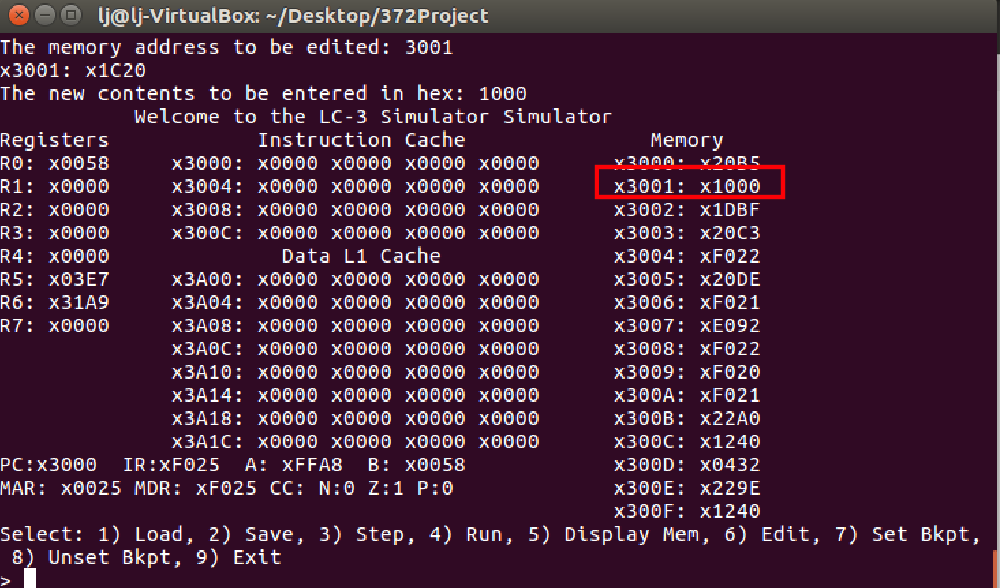 lj@lj-VirtualBox: ~/Desktop/372Project
The memory address to be edited: 3001
x3001: x1C20
The new contents to be entered in hex: 1000
Welcome to the LC-3 Simulator Simulator
Registers Instruction Cache Memory
R0: x0058 x3000: x0000 x0000 x0000 x0000 x3000: x20B5
R1: x0000 x3004: x0000 x0000 x0000 x0000 x3001: x1000
R2: x0000 x3008: x0000 x0000 x0000 x0000 x3002: x1DBF
R3: x0000 x300C: x0000 x0000 x0000 x0000 x3003: x20C3
R4: x0000 Data L1 Cache x3004: xF022
R5: x03E7 x3A00: x0000 x0000 x0000 x0000 x3005: x20DE
R6: x31A9 x3A04: x0000 x0000 x0000 x0000 x3006: xF021
R7: x0000 x3A08: x0000 x0000 x0000 x0000 x3007: xE092
x3A0C: x0000 x0000 x0000 x0000 x3008: xF022
x3A10: x0000 x0000 x0000 x0000 x3009: xF020
x3A14: x0000 x0000 x0000 x0000 x300A: xF021
x3A18: x0000 x0000 x0000 x0000 x300B: x22A0
x3A1C: x0000 x0000 x0000 x0000 x300C: x1240
PC:x3000 IR:xF025 A: xFFA8 B: x0058 x300D: x0432
MAR: x0025 MDR: xF025 CC: N:0 Z:1 P:0 x300E: x229E
x300F: x1240
Select: 1) Load, 2) Save, 3) Step, 4) Run, 5) Display Mem, 6) Edit, 7) Set Bkpt,
8) Unset Bkpt, 9) Exit
>